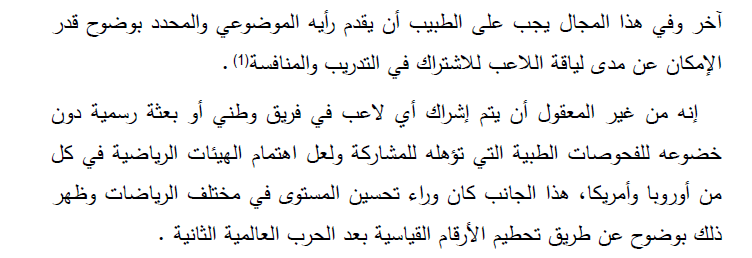 آخر وفي هذا المجال يجب على الطبيب أن يقدم رأيه الموضوعي والمحدد بوضوح قدر
الإمكان عن مدى لياقة اللاعب للاشتراك في التدريب والمنافسة(1) .
إنه من غير المعقول أن يتم إشراك أي لاعب في فريق وطني أو بعثة رسمية دون
خضوعه للفحوصات الطبية التي تؤهله للمشاركة ولعل اهتمام الهيئات الرياضية في كل
من أوروبا وأمريكا، هذا الجانب كان وراء تحسين المستوى في مختلف الرياضات وظهر
ذلك بوضوح عن طريق تحطيم الأرقام القياسية بعد الحرب العالمية الثانية .